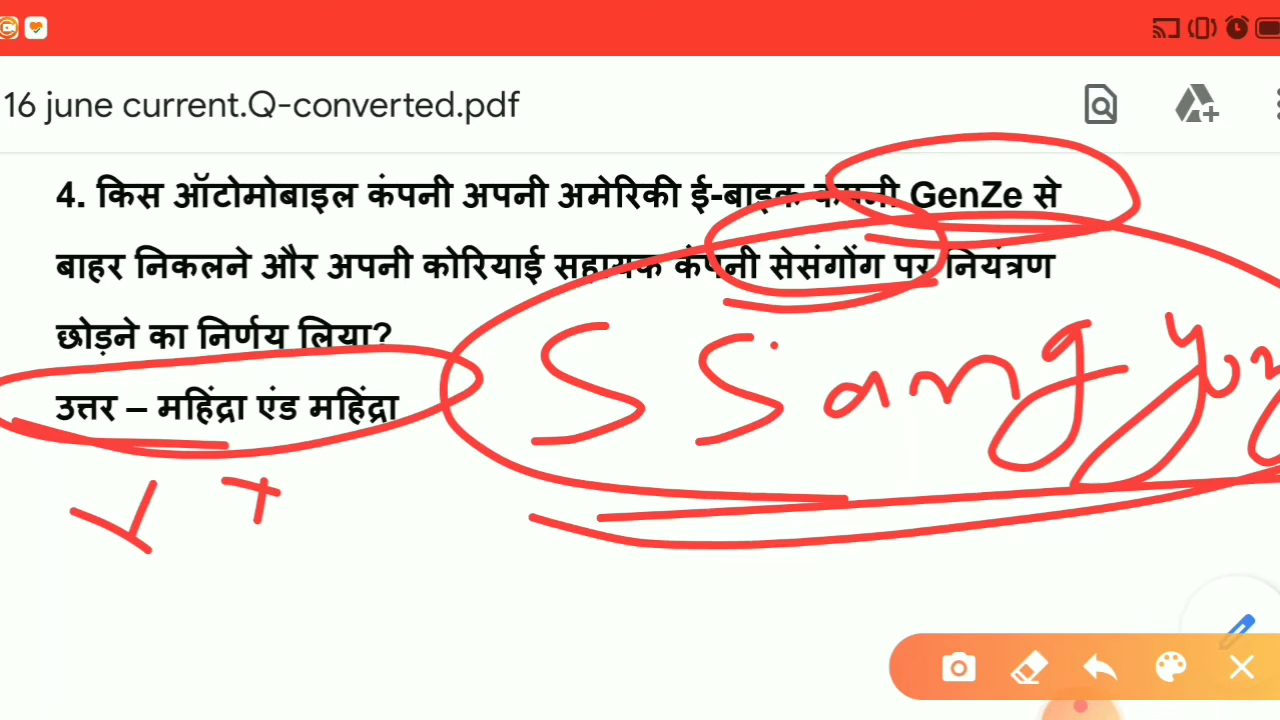 16 june current.Q-converted.pdf
4. किस ऑटोमोबाइल कंपनी अपनी अमेरिकी ई-बाइक कंपनी GenZe से
बाहर निकलने और अपनी कोरियाई सहायक कंपनी सेसंगोंग पर नियंत्रण
छोड़ने का निर्णय लिया?
उत्तर – महिंद्रा एंड महिंद्रा